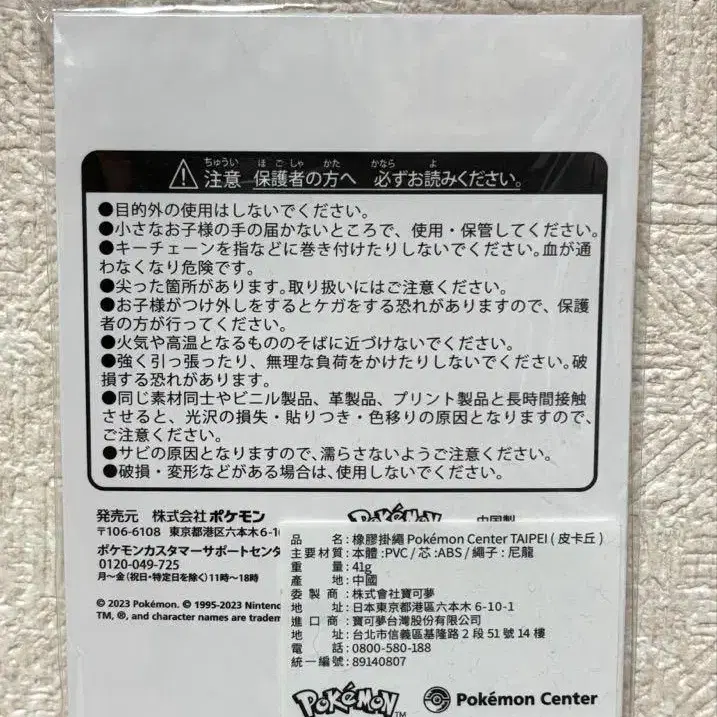 注意 保護者の方へ 必ずお読みください。
●目的外の使用はしないでください。
●小さなお子様の手の届かないところで、使用・保管してください。
●キーチェーンを指などに巻き付けたりしないでください。血が通
わなくなり危険です。
●尖った箇所があります。取り扱いにはご注意ください。
●お子様がつけ外しをするとケガをする恐れがありますので、保護
者の方が行ってください。
●火気や高温となるもののそばに近づけないでください。
●強く引っ張ったり、無理な負荷をかけたりしないでください。破
損する恐れがあります。
●同じ素材同士やビニル製品、革製品、プリント製品と長時間接触
させると、光沢の損失・貼りつき・色移りの原因となりますので、
ご注意ください。
●サビの原因となりますので、濡らさないようご注意ください。
●破損・変形などがある場合は、使用しないでください。
発売元 株式会社ポケモン
〒106-6108 東京都港区六本木6-10
ポケモンカスタマーサポートセンタ
0120-049-725
月～金(祝日・特定日を除く)11時～18時
© 2023 Pokémon. © 1995-2023 Nintend
TM, ®, and character names are tradem
POKéMON 中国製
品名:橡膠掛繩 Pokémon Center TAIPEI (皮卡丘)
主要材質:本體:PVC / 芯:ABS / 繩子:尼龍
重量:41g
產地:中國
委製商:株式會社寶可夢
地址:日本東京都港區六本木 6-10-1
進口商:寶可夢台灣股份有限公司
地址:台北市信義區基隆路 2 段 51 號 14 樓
電話:0800-580-188
統一編號:89140807
POKéMON™ Pokémon Center